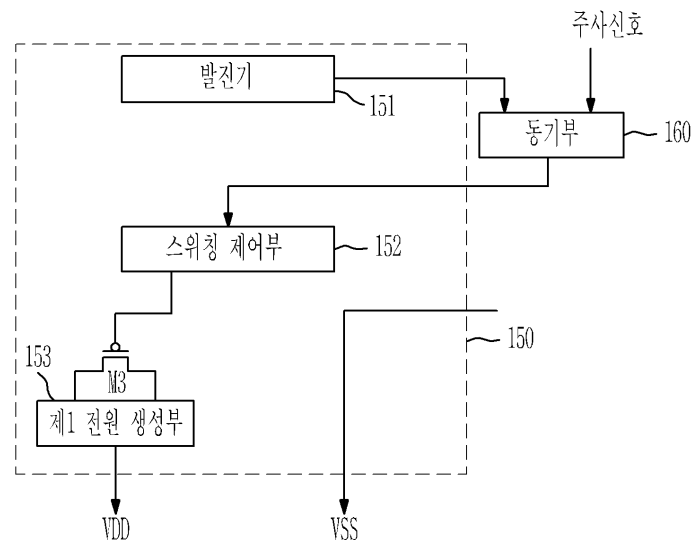 주사신호
발진기
151
동기부
160
스위칭 제어부
152
150
153
M3
제1 전원 생성부
VDD
VSS